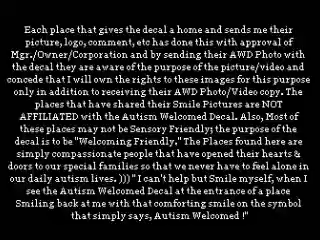 Each place that gives the decal a home and sends me their
picture, logo, comment, etc has done this with approval of
Mgr./Owner/Corporation and by sending their AWD Photo with
the decal they are aware of the purpose of the picture/video and
concede that I will own the rights to these images for this purpose
only in addition to receiving their AWD Photo/Video copy. The
places that have shared their Smile Pictures are NOT
AFFILIATED with the Autism Welcomed Decal. Also, Most of
these places may not be Sensory Friendly; the purpose of the
decal is to be "Welcoming Friendly." The Places found here are
simply compassionate people that have opened their hearts &
doors to our special families so that we never have to feel alone in
our daily autism lives. ))) " I can't help but Smile myself, when I
see the Autism Welcomed Decal at the entrance of a place
Smiling back at me with that comforting smile on the symbol
that simply says, Autism Welcomed !"